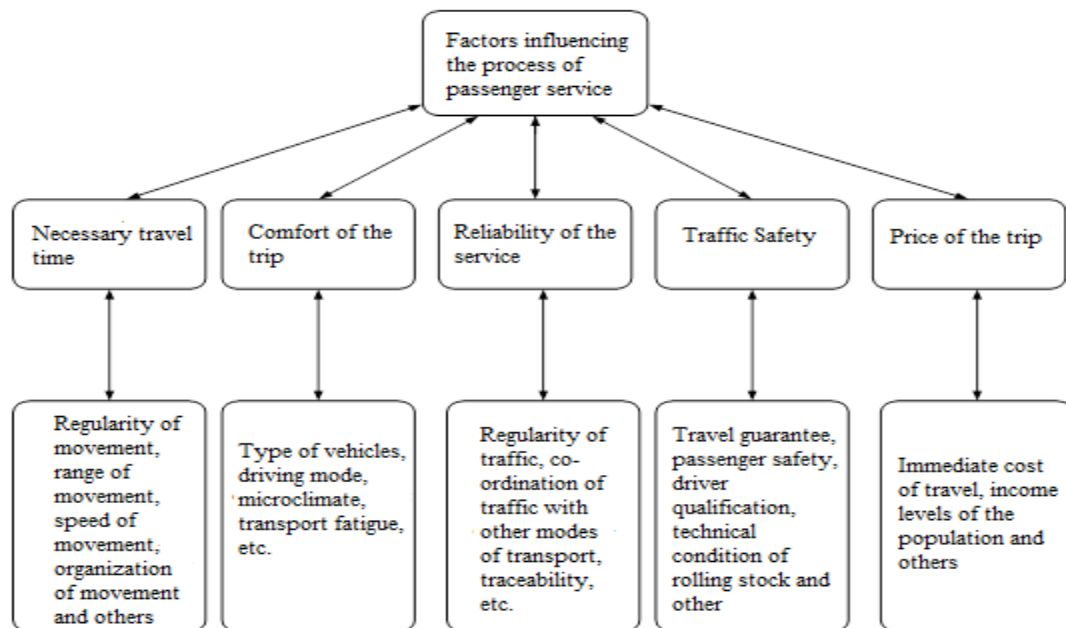 Factors influencing
the process of
passenger service
Necessary travel
time
Comfort of the
trip
Reliability of the
service
Traffic Safety
Price of the trip
Regularity of
movement,
range of
movement,
speed of
movement,
organization
of movement
and others
Type of vehicles,
driving mode,
microclimate,
transport fatigue,
etc.
Regularity of
traffic, co-
ordination of
traffic with
other modes
of transport,
traceability,
etc.
Travel guarantee,
passenger safety,
driver
qualification,
technical
condition of
rolling stock and
other
Immediate cost
of travel, income
levels of the
population and
others